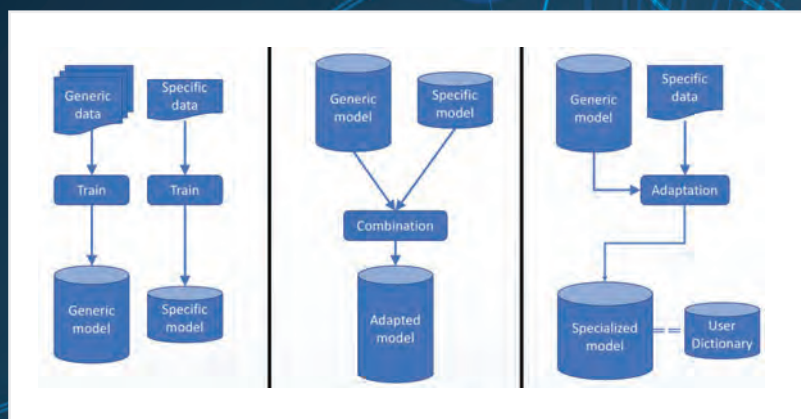 Generic
data
Specific
data
Train
Train
Generic
model
Specific
model
Generic
model
Specific
model
Combination
Adapted
model
Generic
model
Specific
data
Adaptation
Specialized
model
User
Dictionary